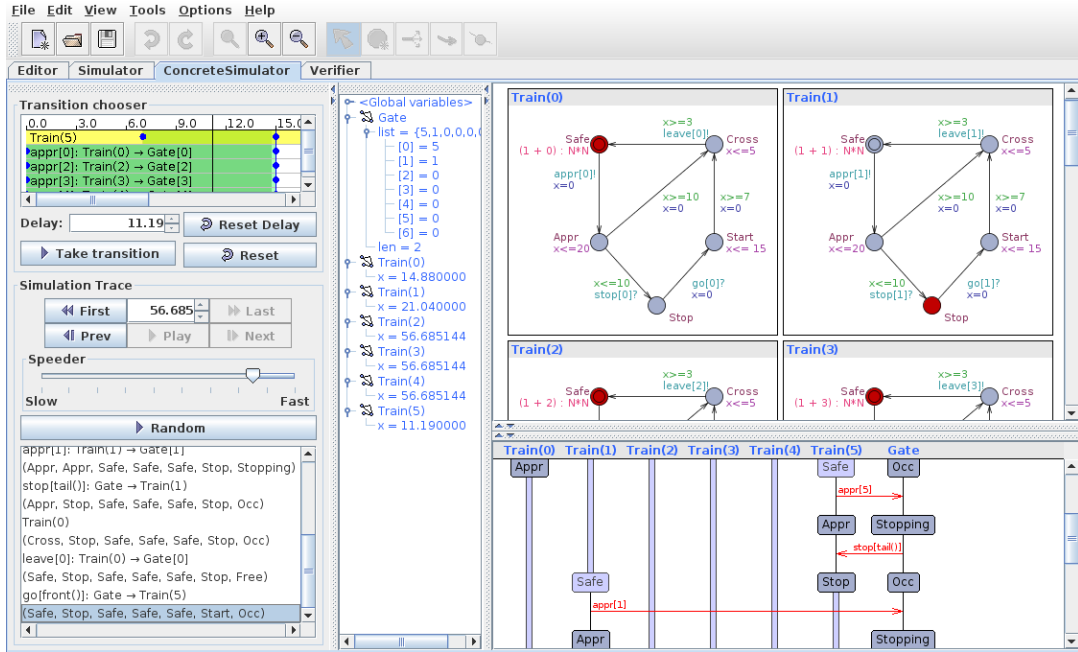 File Edit View Tools Options Help
Editor Simulator ConcreteSimulator Verifier
Transition chooser
0.0 3.0 6.0 9.0 12.0 15.0
Train(5)
appr[0]: Train(0) → Gate[0]
appr[2]: Train(2) → Gate[2]
appr[3]: Train(3) → Gate[3]
Delay: 11.19 Reset Delay
Take transition Reset
Simulation Trace
First 56.685 Last
Prev Play Next
Speeder
Slow Fast
Random
appr[1]: Train(1) → Gate[1]
(Appr, Appr, Safe, Safe, Safe, Stop, Stopping)
stop[tail()]: Gate → Train(1)
(Appr, Stop, Safe, Safe, Safe, Stop, Occ)
Train(0)
(Cross, Stop, Safe, Safe, Safe, Stop, Occ)
leave[0]: Train(0) → Gate[0]
(Safe, Stop, Safe, Safe, Safe, Stop, Free)
go[front()]: Gate → Train(5)
(Safe, Stop, Safe, Safe, Safe, Start, Occ)
<Global variables>
Gate
list = {5,1,0,0,0,
[0] = 5
[1] = 1
[2] = 0
[3] = 0
[4] = 0
[5] = 0
[6] = 0
len = 2
Train(0)
x = 14.880000
Train(1)
x = 21.040000
Train(2)
x = 56.685144
Train(3)
x = 56.685144
Train(4)
x = 56.685144
Train(5)
x = 11.190000
Train(0)
x>=3
leave[0]!
Safe
(1 + 0) : N*N
Cross
x<=5
appr[0]!
x=0
x>=10
x=0
x>=7
x=0
Appr
x<=20
Start
x<= 15
x<=10
stop[0]?
go[0]?
x=0
Stop
Train(1)
x>=3
leave[1]!
Safe
(1 + 1) : N*N
Cross
x<=5
appr[1]!
x=0
x>=10
x=0
x>=7
x=0
Appr
x<=20
Start
x<= 15
x<=10
stop[1]?
go[1]?
x=0
Stop
Train(2)
x>=3
leave[2]!
Safe
(1 + 2) : N*N
Cross
x<=5
Train(3)
x>=3
leave[3]!
Safe
(1 + 3) : N*N
Cross
x<=5
Train(0) Train(1) Train(2) Train(3) Train(4) Train(5) Gate
Appr Safe Occ
appr[5]
Appr Stopping
stop[tail()]
Safe Stop Occ
appr[1]
Appr Stopping